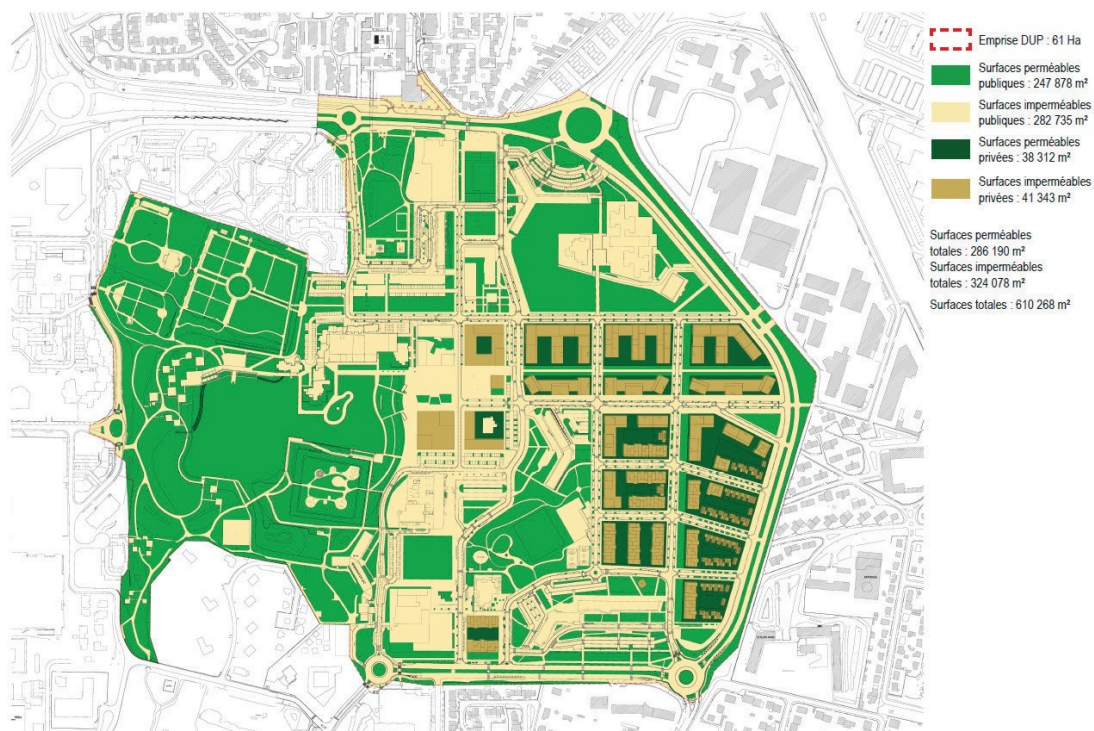 Emprise DUP : 61 Ha
Surfaces perméables
publiques : 247 878 m²
Surfaces imperméables
publiques : 282 735 m²
Surfaces perméables
privées : 38 312 m²
Surfaces imperméables
privées : 41 343 m²
Surfaces perméables
totales : 286 190 m²
Surfaces imperméables
totales : 324 078 m²
Surfaces totales : 610 268 m²